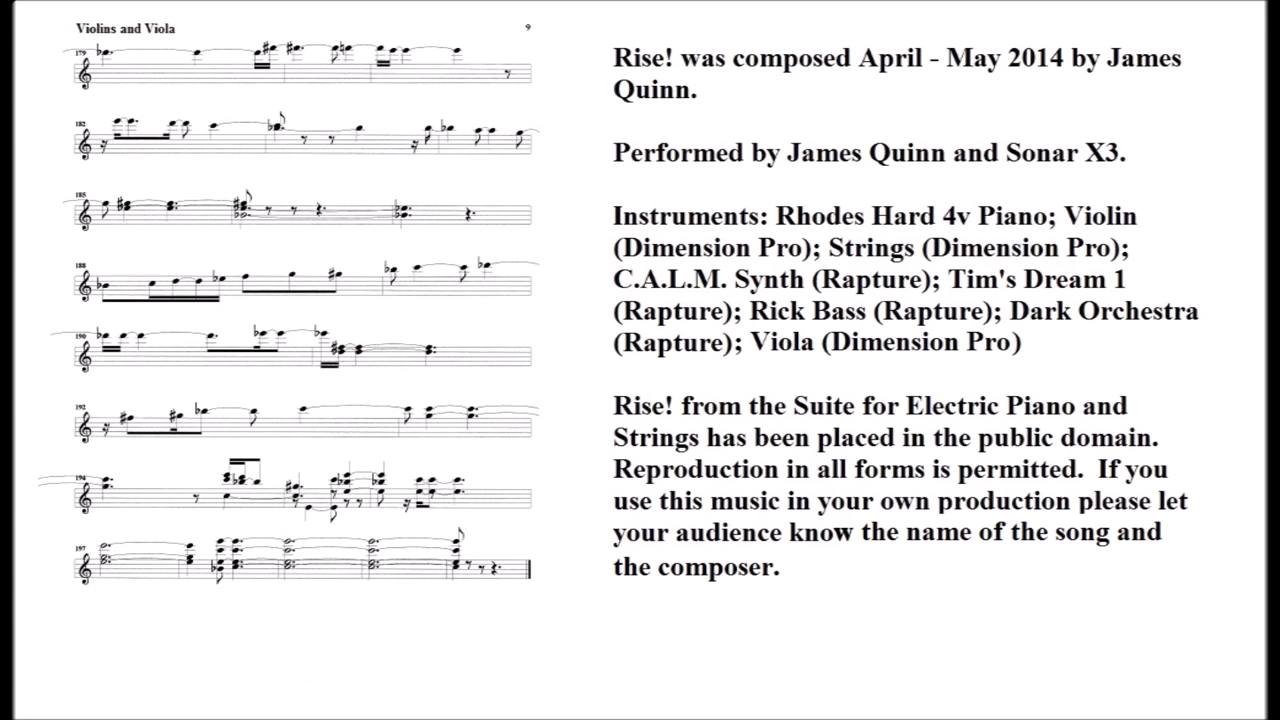 Violins and Viola
9
179
182
185
188
190
192
194
197
Rise! was composed April - May 2014 by James
Quinn.
Performed by James Quinn and Sonar X3.
Instruments: Rhodes Hard 4v Piano; Violin
(Dimension Pro); Strings (Dimension Pro);
C.A.L.M. Synth (Rapture); Tim's Dream 1
(Rapture); Rick Bass (Rapture); Dark Orchestra
(Rapture); Viola (Dimension Pro)
Rise! from the Suite for Electric Piano and
Strings has been placed in the public domain.
Reproduction in all forms is permitted.  If you
use this music in your own production please let
your audience know the name of the song and
the composer.